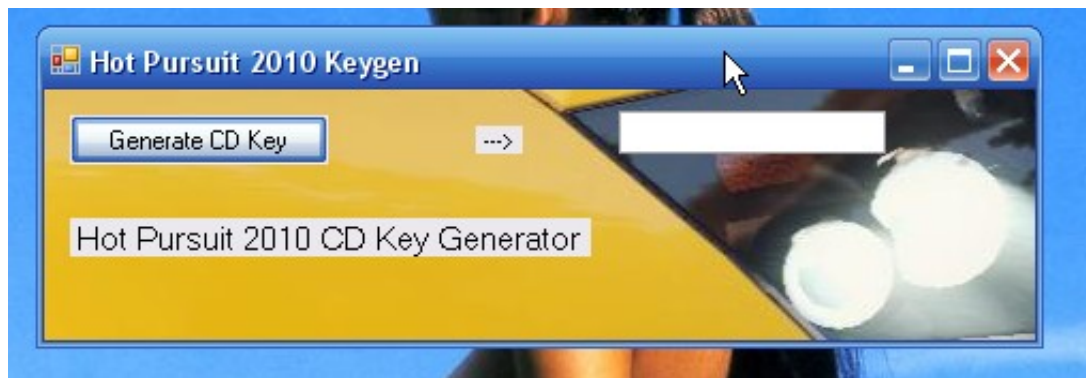 Hot Pursuit 2010 Keygen
Generate CD Key
--->
Hot Pursuit 2010 CD Key Generator